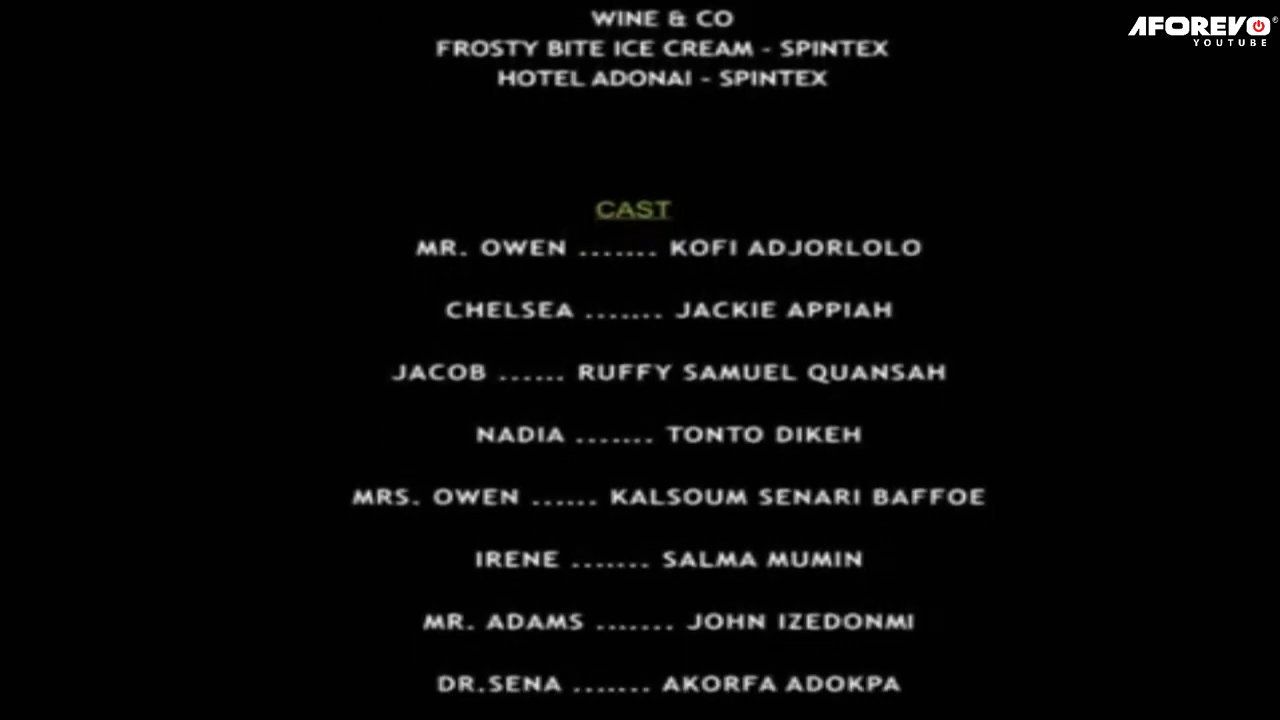 AFOREVO
YOUTUBE
WINE & CO
FROSTY BITE ICE CREAM - SPINTEX
HOTEL ADONAI - SPINTEX
CAST
MR. OWEN ....... KOFI ADJORLOLO
CHELSEA ....... JACKIE APPIAH
JACOB ...... RUFFY SAMUEL QUANSAH
NADIA ....... TONTO DIKEH
MRS. OWEN ...... KALSOUM SENARI BAFFOE
IRENE ....... SALMA MUMIN
MR. ADAMS ....... JOHN IZEDONMI
DR.SENA ....... AKORFA ADOKPA